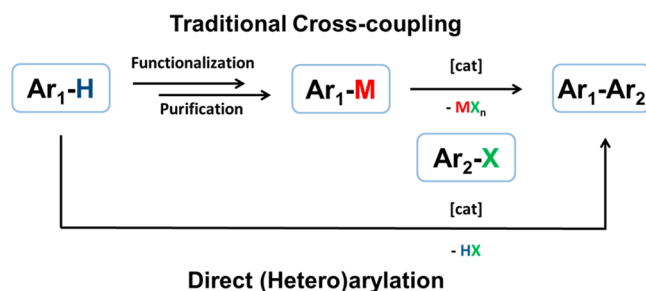 Traditional Cross-coupling
Ar₁-H
Functionalization
Purification
Ar₁-M
[cat]
- MXₙ
Ar₁-Ar₂
Ar₂-X
[cat]
- HX
Direct (Hetero)arylation